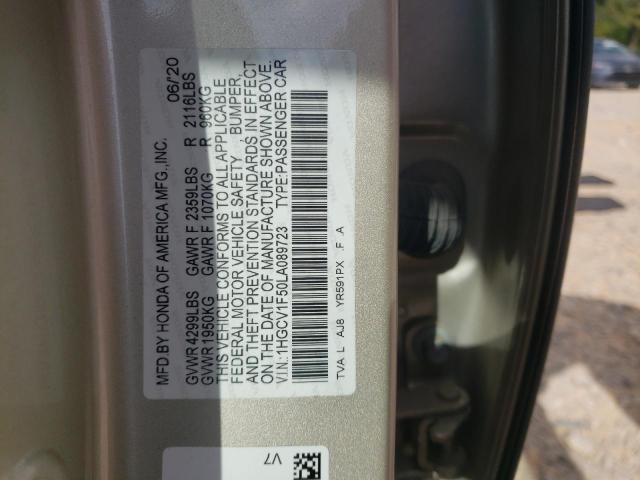 MFD BY HONDA OF AMERICA MFG.,INC. 06/'20
GVWR 4299LBS GAWR F 2359LBS R 2116LBS
GVWR 1950KG GAWR F 1070KG R 960KG
THIS VEHICLE CONFORMS TO ALL APPLICABLE
FEDERAL MOTOR VEHICLE SAFETY BUMPER,
AND THEFT PREVENTION STANDARDS IN EFFECT
ON THE DATE OF MANUFACTURE SHOWN ABOVE.
V.I.N.:1HGCV1F50LA089723 TYPE:PASSENGER CAR
TVA L AJ8 YR591PX .F .A
V7